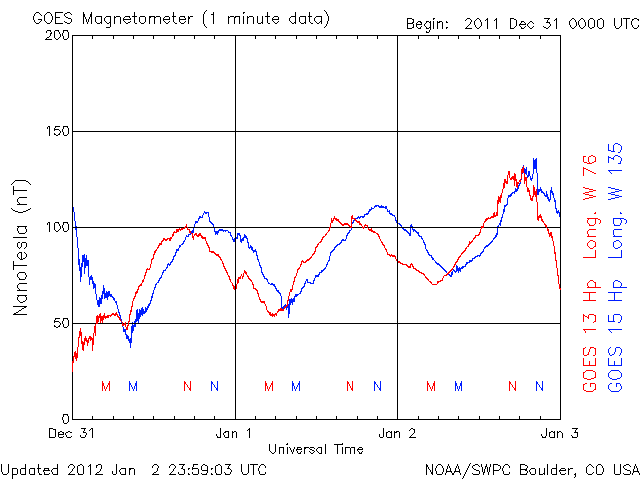 GOES Magnetometer (1 minute data)
Begin: 2011 Dec 31 0000 UTC
200
150
100
50
0
NanoTesla (nT)
M M N N M M N N M M N N
Dec 31 Jan 1 Jan 2 Jan 3
Universal Time
GOES 13 Hp Long. W 76
GOES 15 Hp Long. W 135
Updated 2012 Jan 2 23:59:03 UTC
NOAA/SWPC Boulder, CO USA